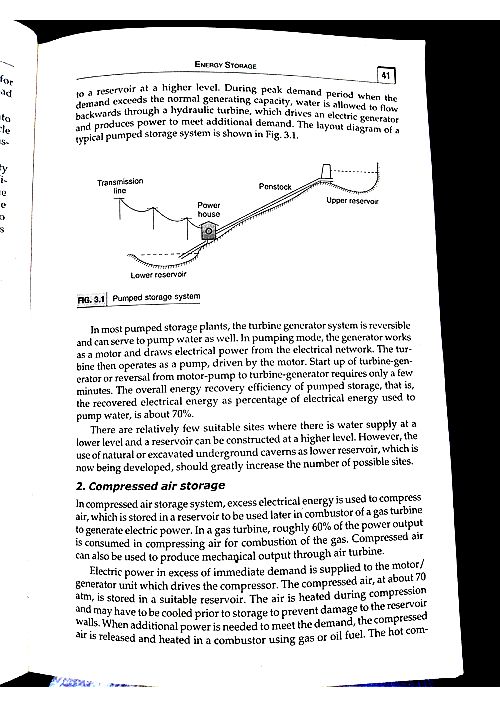 ENERGY STORAGE
41
to a reservoir at a higher level. During peak demand period when the
demand exceeds the normal generating capacity, water is allowed to flow
backwards through a hydraulic turbine, which drives an electric generator
and produces power to meet additional demand. The layout diagram of a
typical pumped storage system is shown in Fig. 3.1.
Transmission
line
Power
house
Penstock
Upper reservoir
Lower reservoir
FIG. 3.1 Pumped storage system
In most pumped storage plants, the turbine generator system is reversible
and can serve to pump water as well. In pumping mode, the generator works
as a motor and draws electrical power from the electrical network. The tur-
bine then operates as a pump, driven by the motor. Start up of turbine-gen-
erator or reversal from motor-pump to turbine-generator requires only a few
minutes. The overall energy recovery efficiency of pumped storage, that is,
the recovered electrical energy as percentage of electrical energy used to
pump water, is about 70%.
There are relatively few suitable sites where there is water supply at a
lower level and a reservoir can be constructed at a higher level. However, the
use of natural or excavated underground caverns as lower reservoir, which is
now being developed, should greatly increase the number of possible sites.
2. Compressed air storage
In compressed air storage system, excess electrical energy is used to compress
air, which is stored in a reservoir to be used later in combustor of a gas turbine
to generate electric power. In a gas turbine, roughly 60% of the power output
is consumed in compressing air for combustion of the gas. Compressed air
can also be used to produce mechanical output through air turbine.
Electric power in excess of immediate demand is supplied to the motor/
generator unit which drives the compressor. The compressed air, at about 70
atm, is stored in a suitable reservoir. The air is heated during compression
and may have to be cooled prior to storage to prevent damage to the reservoir
walls. When additional power is needed to meet the demand, the compressed
air is released and heated in a combustor using gas or oil fuel. The hot com-